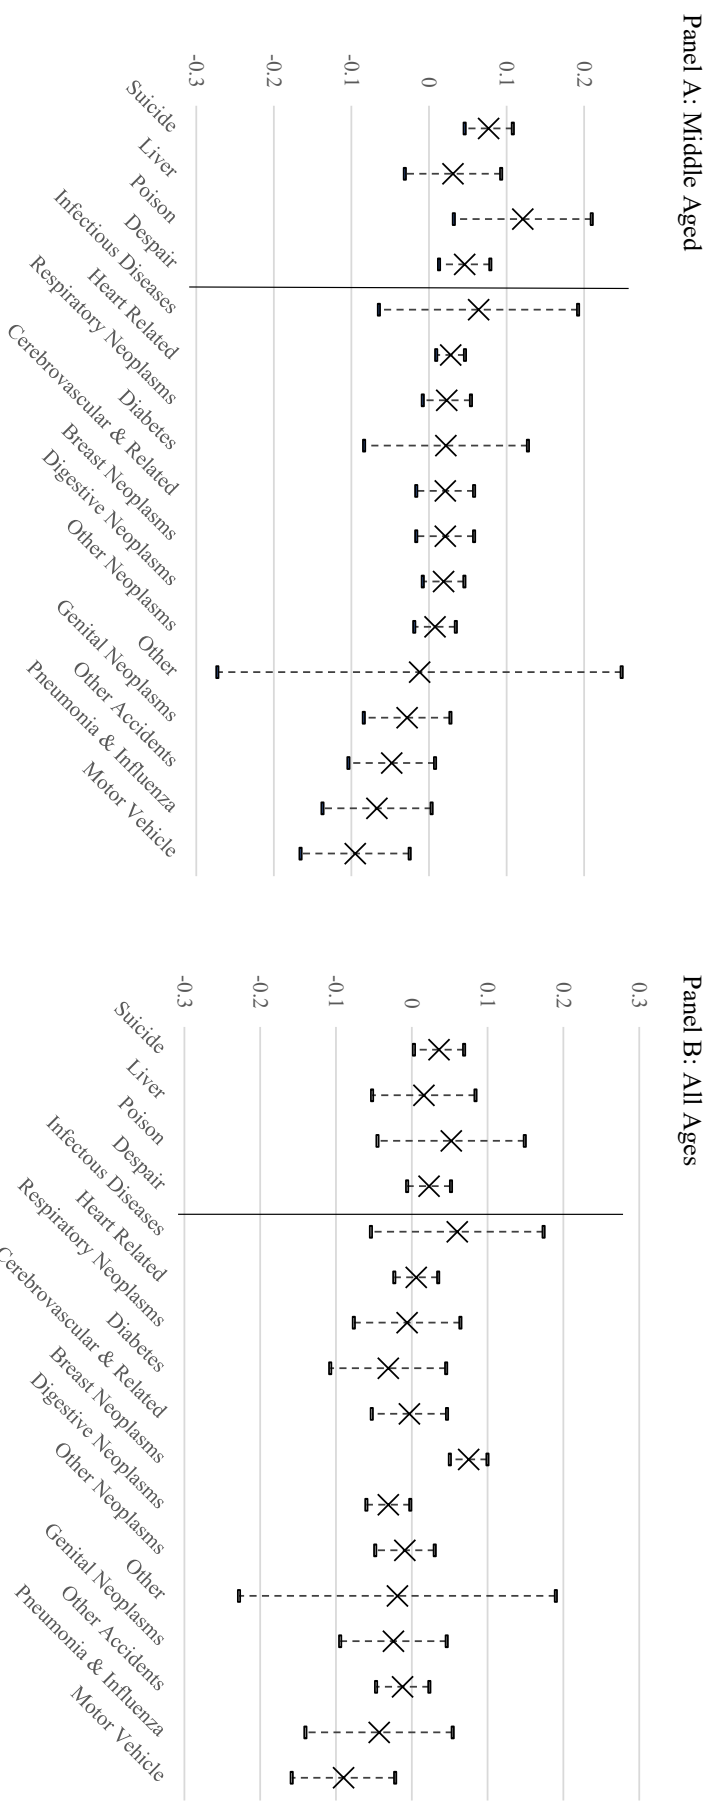 Panel A: Middle Aged
0.2
0.1
0
-0.1
-0.2
-0.3
Suicide
Liver
Poison
Despair
Infectious Diseases
Heart Related
Respiratory Neoplasms
Diabetes
Cerebrovascular & Related
Breast Neoplasms
Digestive Neoplasms
Other Neoplasms
Other
Genital Neoplasms
Other Accidents
Pneumonia & Influenza
Motor Vehicle
Panel B: All Ages
0.3
0.2
0.1
0
-0.1
-0.2
-0.3
Suicide
Liver
Poison
Despair
Infectous Diseases
Heart Related
Respiratory Neoplasms
Diabetes
Cerebrovascular & Related
Breast Neoplasms
Digestive Neoplasms
Other Neoplasms
Other
Genital Neoplasms
Other Accidents
Pneumonia & Influenza
Motor Vehicle